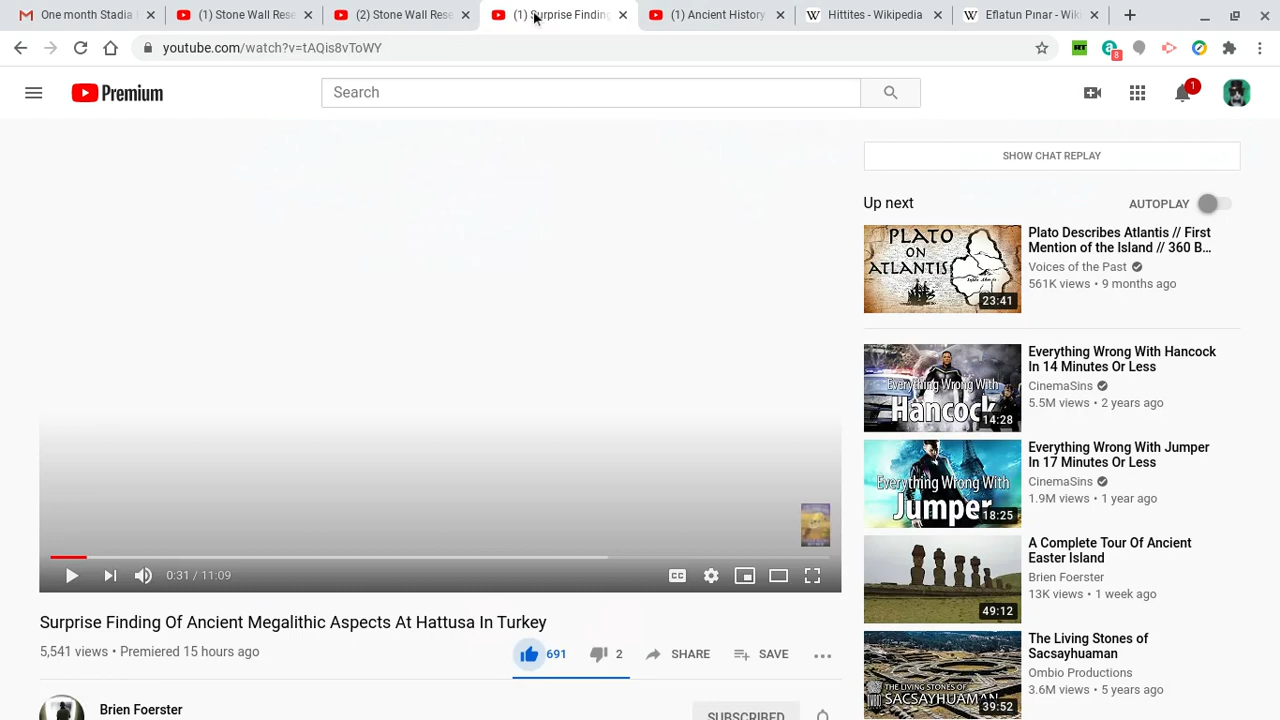 One month Stadia
(1) Stone Wall Rese
(2) Stone Wall Rese
(1) Surprise Finding
(1) Ancient History
Hittites - Wikipedia
Eflatun Pınar - Wiki
youtube.com/watch?v=tAQis8vToWY
RT
8
Premium
Search
1
SHOW CHAT REPLAY
Up next
AUTOPLAY
PLATO
ON
ATLANTIS
23:41
Plato Describes Atlantis // First
Mention of the Island // 360 B...
Voices of the Past
561K views • 9 months ago
Everything Wrong With
Hancock
14:28
Everything Wrong With Hancock
In 14 Minutes Or Less
CinemaSins
5.5M views • 2 years ago
Everything Wrong With
Jumper
18:25
Everything Wrong With Jumper
In 17 Minutes Or Less
CinemaSins
1.9M views • 1 year ago
49:12
A Complete Tour Of Ancient
Easter Island
Brien Foerster
13K views • 1 week ago
THE LIVING STONES OF
SACSAYHUAMAN
39:52
The Living Stones of
Sacsayhuaman
Ombio Productions
3.6M views • 5 years ago
0:31 / 11:09
CC
Surprise Finding Of Ancient Megalithic Aspects At Hattusa In Turkey
5,541 views • Premiered 15 hours ago
691
2
SHARE
SAVE
Brien Foerster
SUBSCRIBED